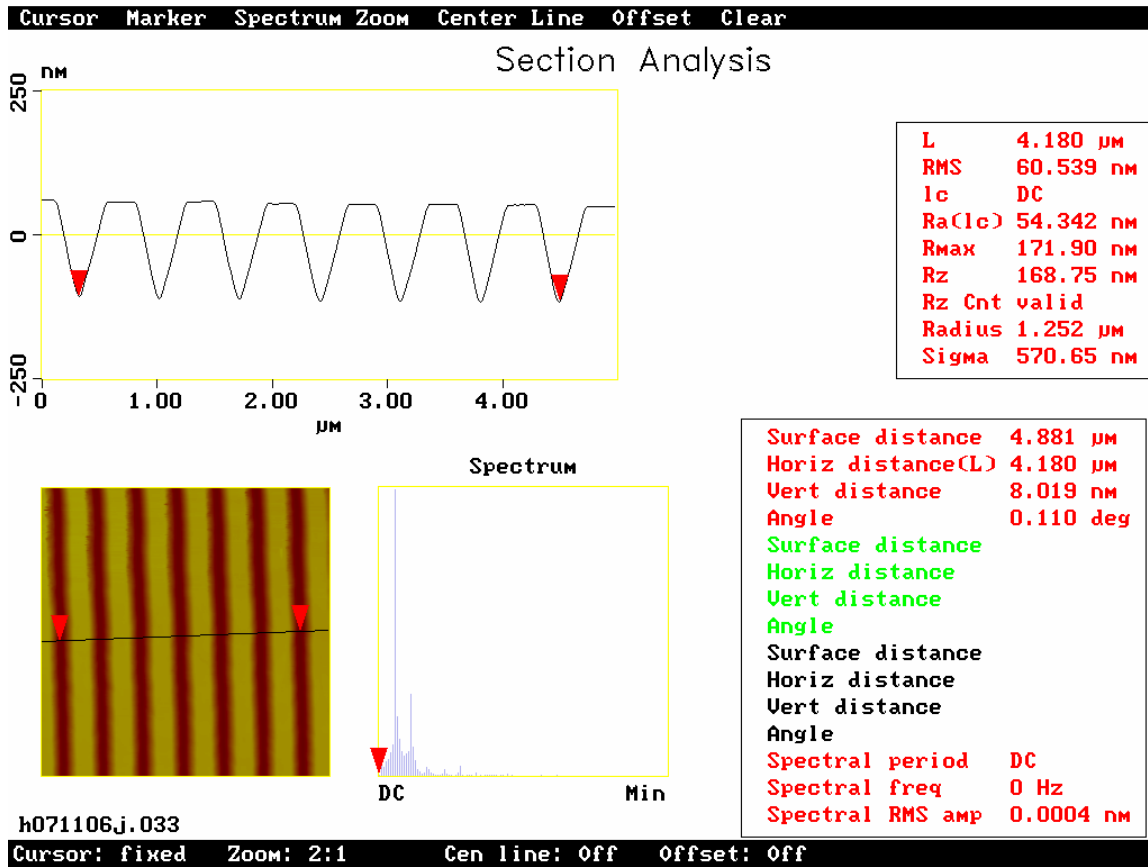 Cursor Marker Spectrum Zoom Center Line Offset Clear
Section Analysis
nm
250
0
-250
0 1.00 2.00 3.00 4.00
μm
L 4.180 μm
RMS 60.539 nm
lc DC
Ra(lc) 54.342 nm
Rmax 171.90 nm
Rz 168.75 nm
Rz Cnt valid
Radius 1.252 μm
Sigma 570.65 nm
Surface distance 4.881 μm
Horiz distance(L) 4.180 μm
Vert distance 8.019 nm
Angle 0.110 deg
Surface distance
Horiz distance
Vert distance
Angle
Surface distance
Horiz distance
Vert distance
Angle
Spectral period DC
Spectral freq 0 Hz
Spectral RMS amp 0.0004 nm
Spectrum
DC Min
h071106j.033
Cursor: fixed Zoom: 2:1 Cen line: Off Offset: Off